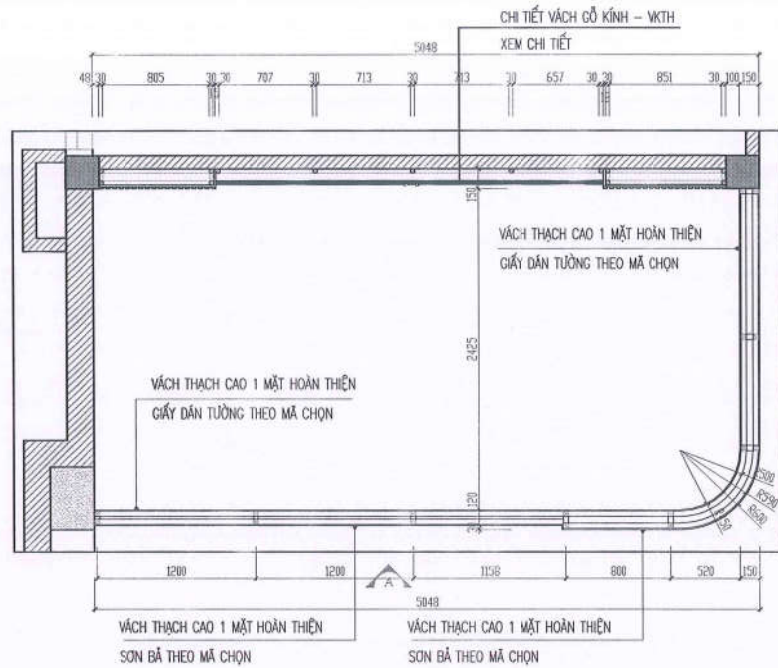 CHI TIẾT VÁCH GỖ KÍNH - VKTH
XEM CHI TIẾT
5048
48 30 805 30 30 707 30 713 30 30 657 30 30 851 30 100 150
150
VÁCH THẠCH CAO 1 MẶT HOÀN THIỆN
GIẤY DÁN TƯỜNG THEO MÃ CHỌN
2425
VÁCH THẠCH CAO 1 MẶT HOÀN THIỆN
GIẤY DÁN TƯỜNG THEO MÃ CHỌN
R590
R600
120
1200 1200 A 1158 800 520 150
5048
VÁCH THẠCH CAO 1 MẶT HOÀN THIỆN
SƠN BẢ THEO MÃ CHỌN
VÁCH THẠCH CAO 1 MẶT HOÀN THIỆN
SƠN BẢ THEO MÃ CHỌN